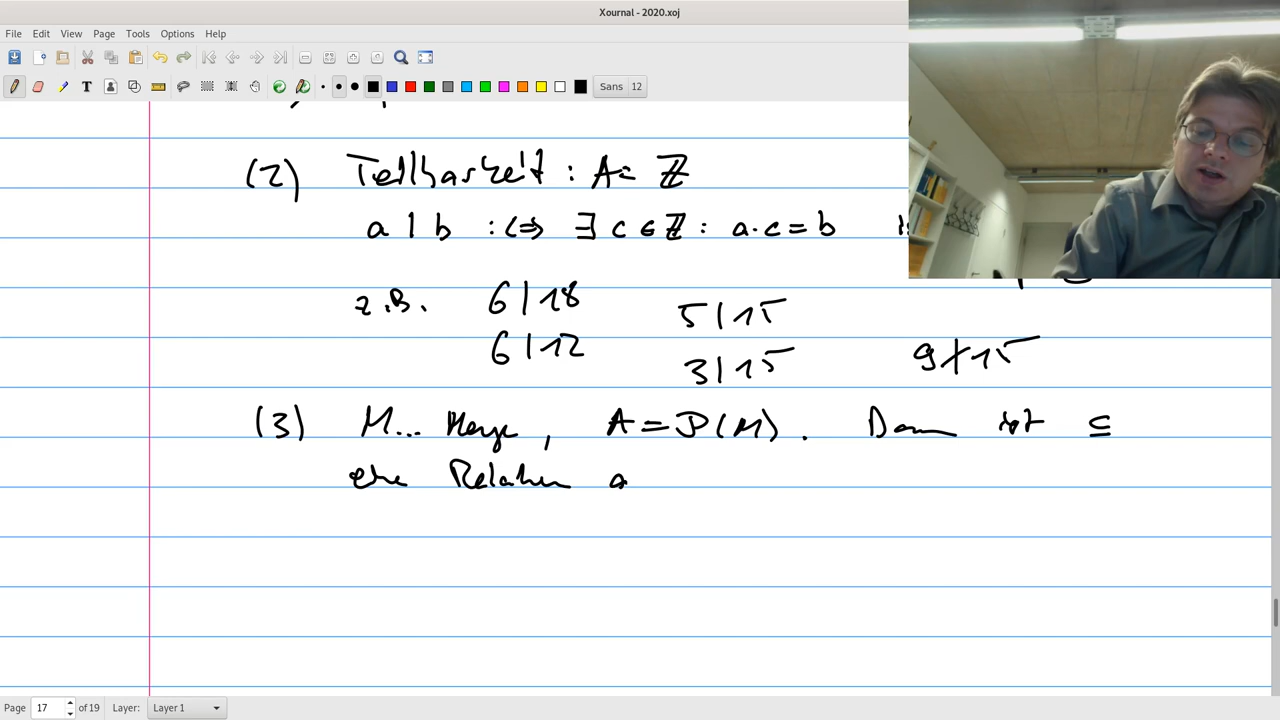 Xournal - 2020.xoj
File Edit View Page Tools Options Help
Sans 12
(2) Teilbarkeit : A = ℤ
a | b :⇔ ∃ c ∈ ℤ : a·c = b
z.B. 6 | 18 5 | 15
6 | 12 3 | 15 9 ∤ 15
(3) M... Menge, A = P(M). Dann ist ⊆
eine Relation a
Page 17 of 19 Layer: Layer 1